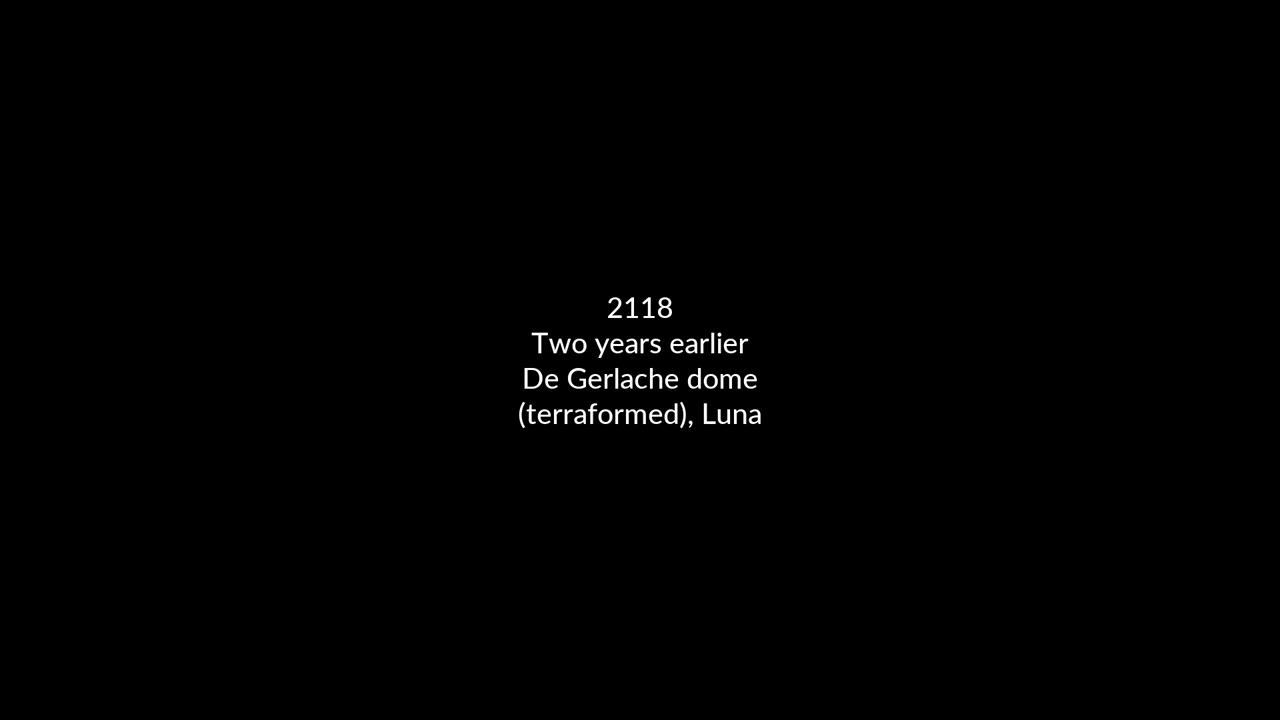 2118
Two years earlier
De Gerlache dome
(terraformed), Luna